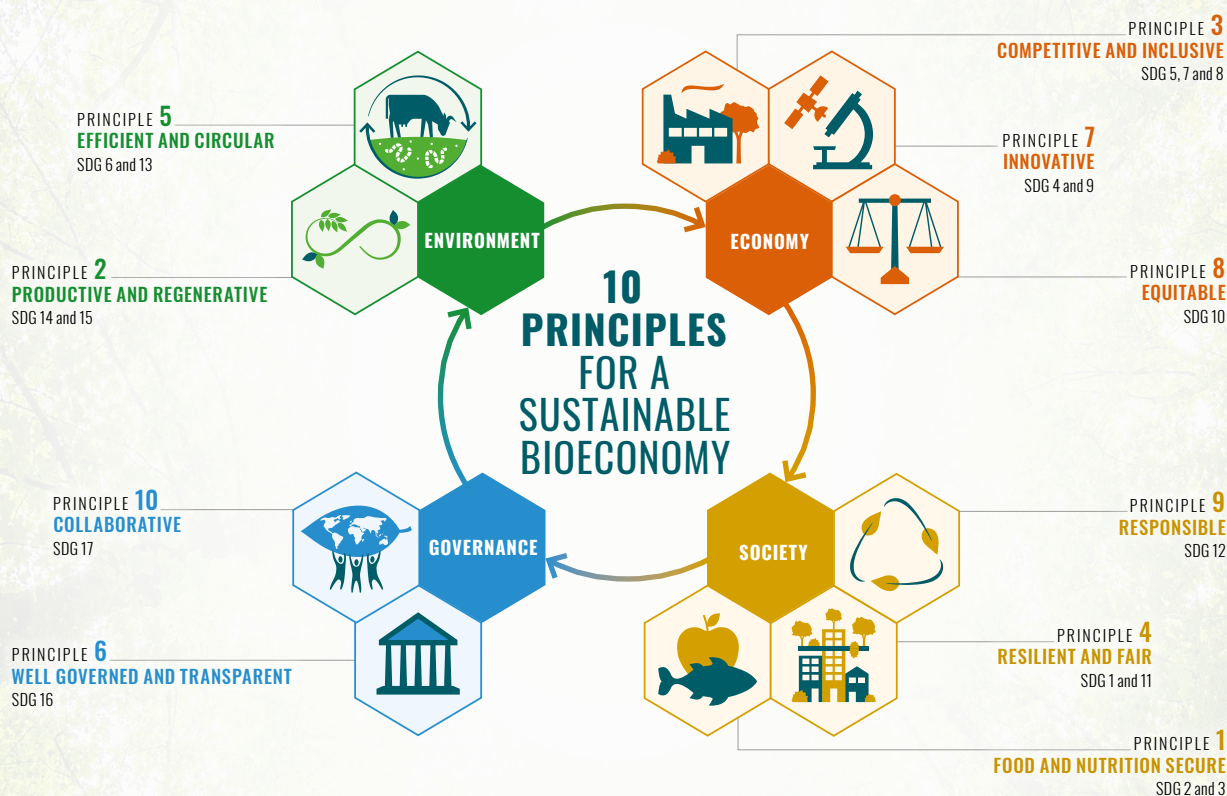 PRINCIPLE 3
COMPETITIVE AND INCLUSIVE
SDG 5, 7 and 8
PRINCIPLE 5
EFFICIENT AND CIRCULAR
SDG 6 and 13
PRINCIPLE 7
INNOVATIVE
SDG 4 and 9
ENVIRONMENT
ECONOMY
PRINCIPLE 2
PRODUCTIVE AND REGENERATIVE
SDG 14 and 15
PRINCIPLE 8
EQUITABLE
SDG 10
10
PRINCIPLES
FOR A
SUSTAINABLE
BIOECONOMY
PRINCIPLE 10
COLLABORATIVE
SDG 17
GOVERNANCE
SOCIETY
PRINCIPLE 9
RESPONSIBLE
SDG 12
PRINCIPLE 6
WELL GOVERNED AND TRANSPARENT
SDG 16
PRINCIPLE 4
RESILIENT AND FAIR
SDG 1 and 11
PRINCIPLE 1
FOOD AND NUTRITION SECURE
SDG 2 and 3